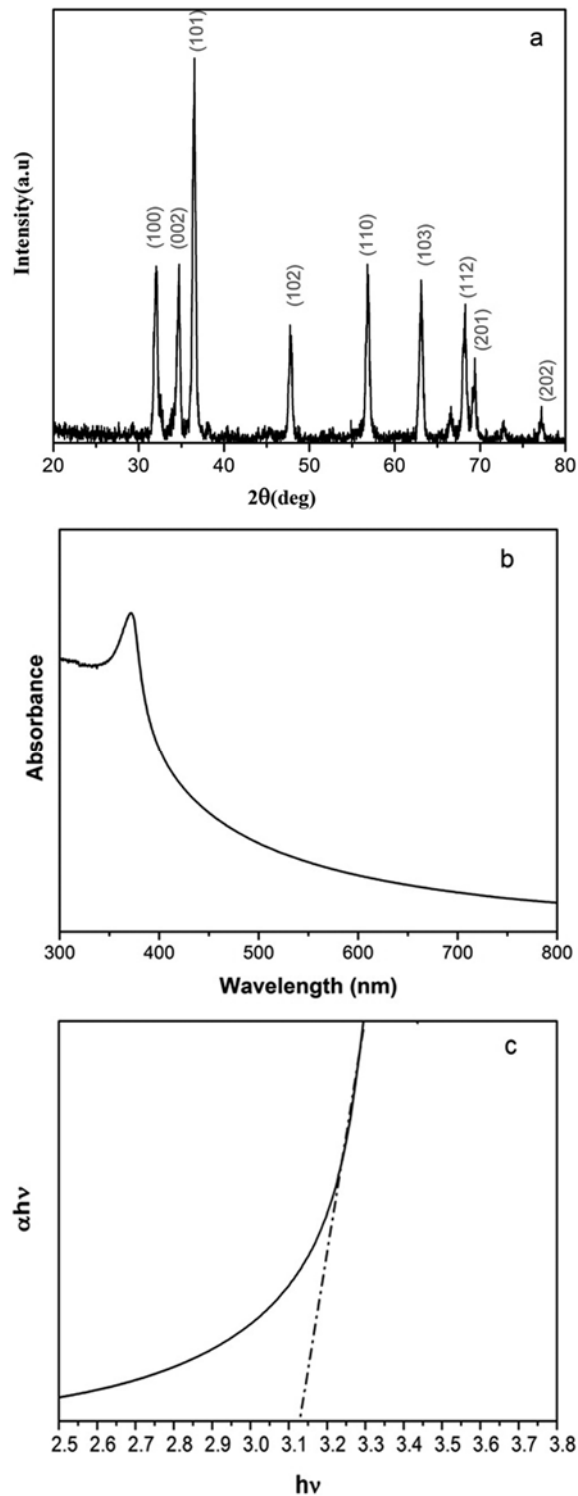 a
(101)
(100)
(002)
(110)
(103)
(112)
(102)
(201)
(202)
Intensity(a.u)
20 30 40 50 60 70 80
2θ(deg)
b
Absorbance
300 400 500 600 700 800
Wavelength (nm)
c
αhν
2.5 2.6 2.7 2.8 2.9 3.0 3.1 3.2 3.3 3.4 3.5 3.6 3.7 3.8
hν